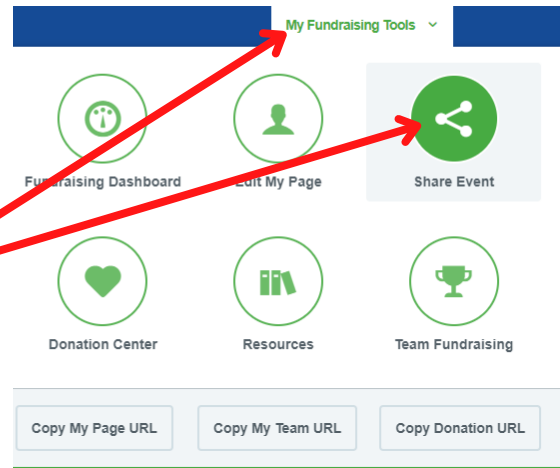 My Fundraising Tools
Fundraising Dashboard Edit My Page Share Event
Donation Center Resources Team Fundraising
Copy My Page URL Copy My Team URL Copy Donation URL